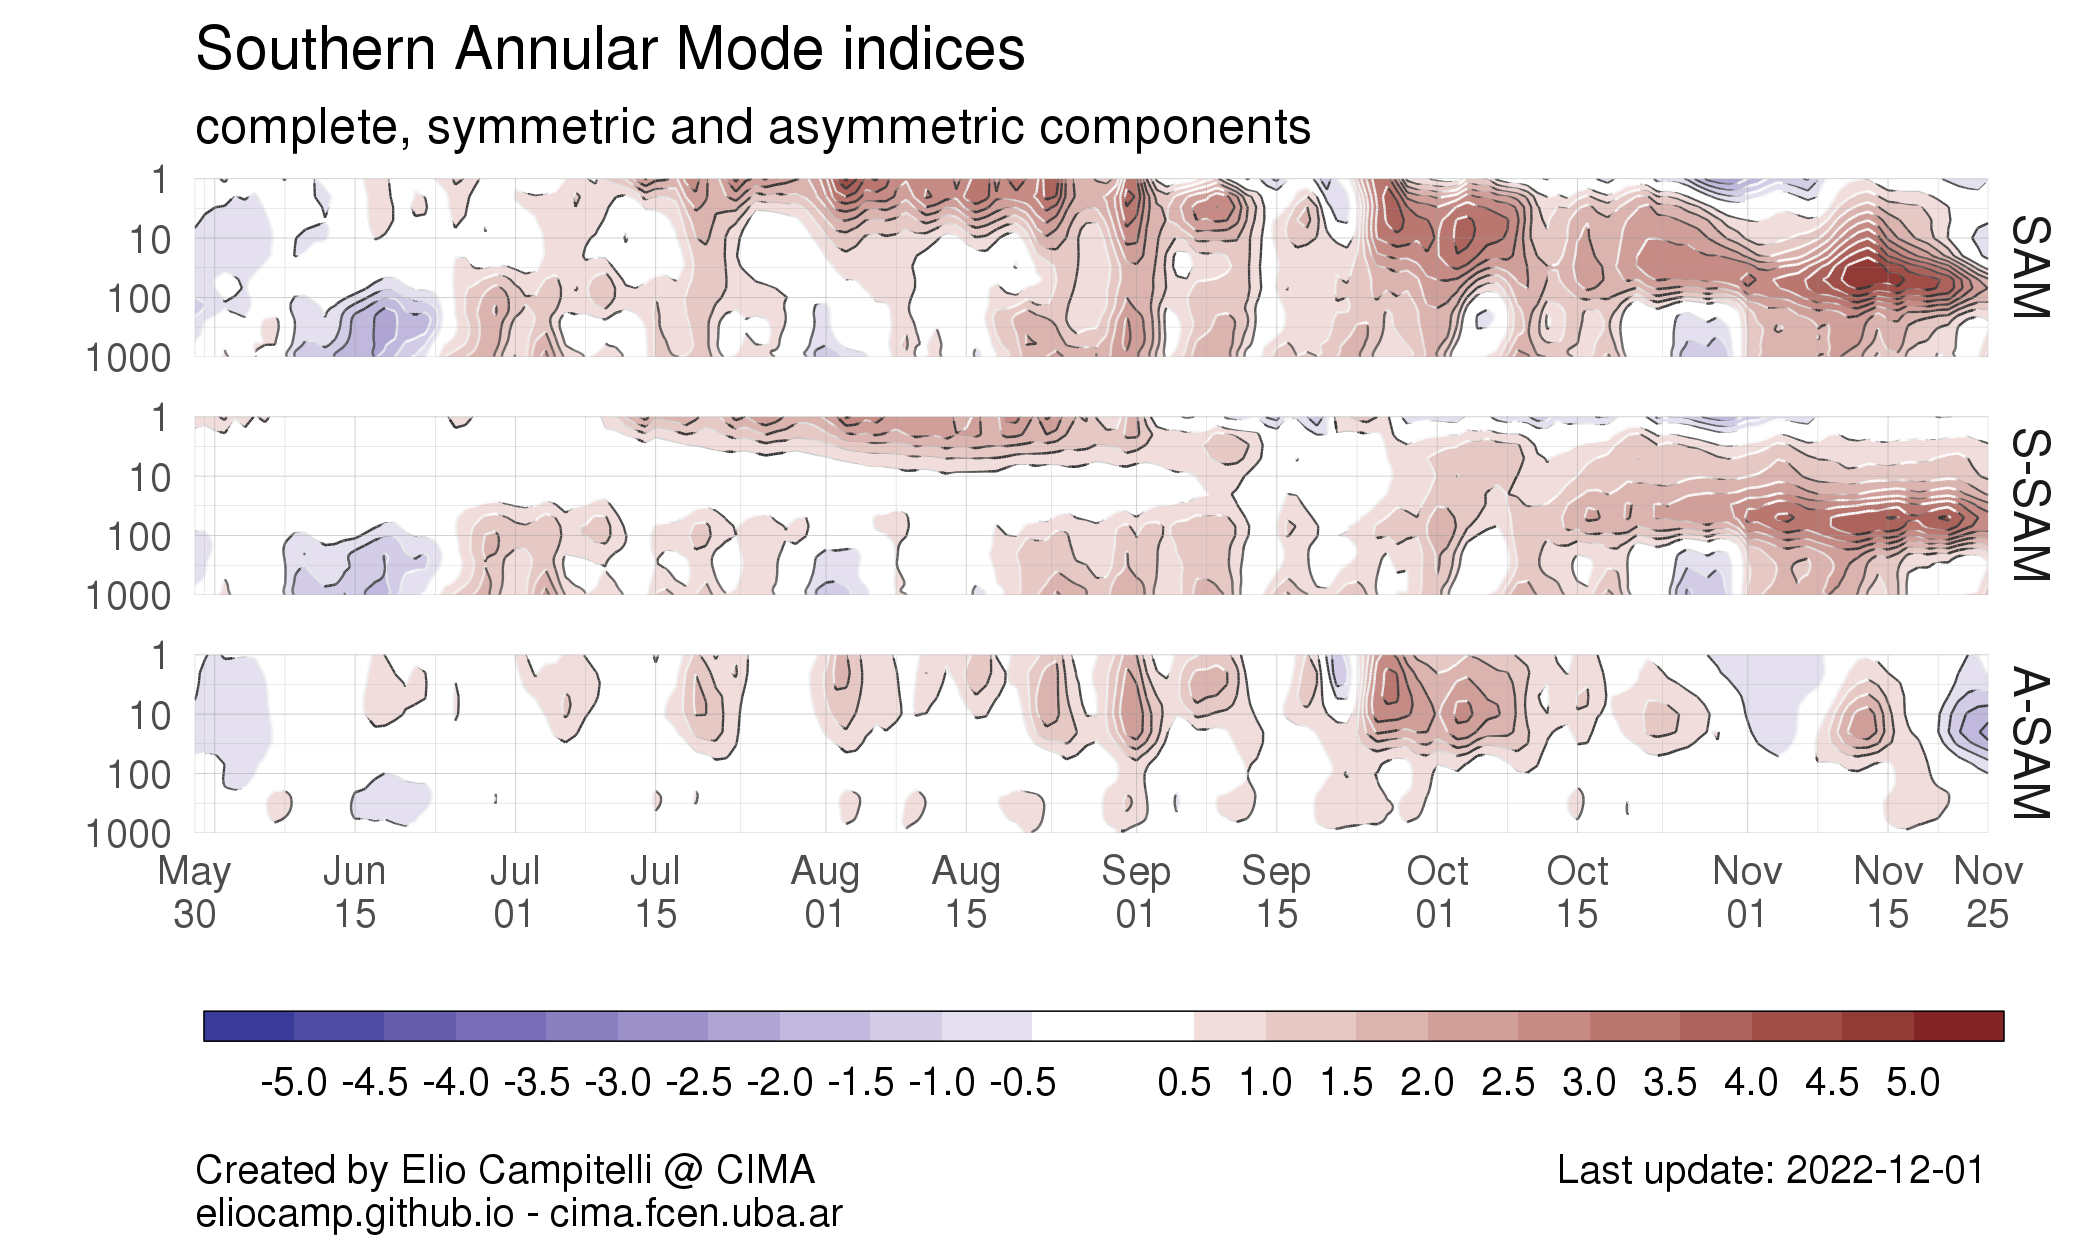 Southern Annular Mode indices
complete, symmetric and asymmetric components
1
10
100
1000
SAM
1
10
100
1000
S-SAM
1
10
100
1000
A-SAM
May Jun Jul Jul Aug Aug Sep Sep Oct Oct Nov Nov Nov
30 15 01 15 01 15 01 15 01 15 01 15 25
-5.0 -4.5 -4.0 -3.5 -3.0 -2.5 -2.0 -1.5 -1.0 -0.5 0.5 1.0 1.5 2.0 2.5 3.0 3.5 4.0 4.5 5.0
Created by Elio Campitelli @ CIMA
eliocamp.github.io - cima.fcen.uba.ar
Last update: 2022-12-01